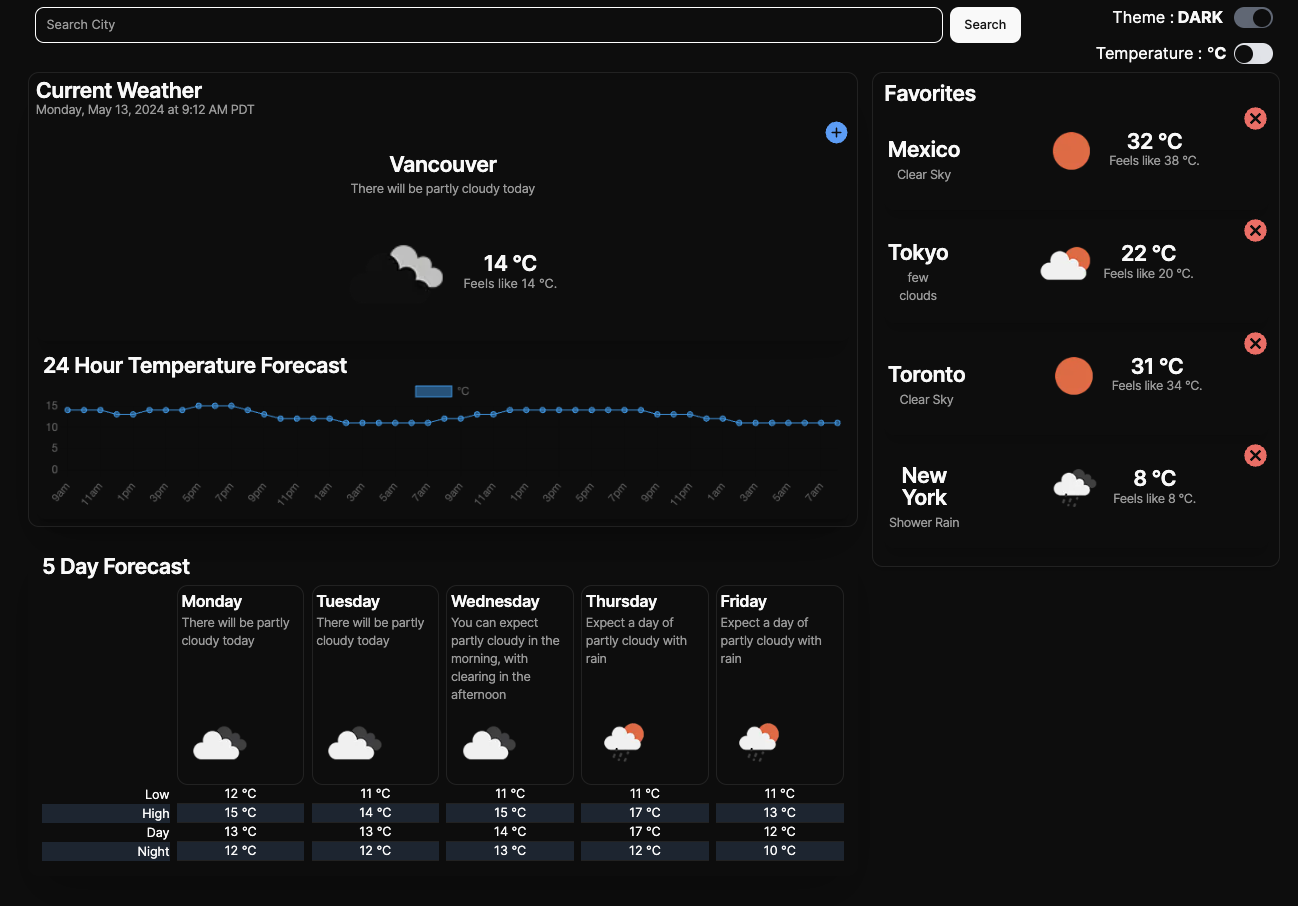 Search City
Search
Theme : DARK
Temperature : °C
Current Weather
Monday, May 13, 2024 at 9:12 AM PDT
Vancouver
There will be partly cloudy today
14 °C
Feels like 14 °C.
24 Hour Temperature Forecast
°C
15
10
5
0
9am 11am 1pm 3pm 5pm 7pm 9pm 11pm 1am 3am 5am 7am 9am 11am 1pm 3pm 5pm 7pm 9pm 11pm 1am 3am 5am 7am
Favorites
Mexico
Clear Sky
32 °C
Feels like 38 °C.
Tokyo
few
clouds
22 °C
Feels like 20 °C.
Toronto
Clear Sky
31 °C
Feels like 34 °C.
New
York
Shower Rain
8 °C
Feels like 8 °C.
5 Day Forecast
Monday
There will be partly
cloudy today
Tuesday
There will be partly
cloudy today
Wednesday
You can expect
partly cloudy in the
morning, with
clearing in the
afternoon
Thursday
Expect a day of
partly cloudy with
rain
Friday
Expect a day of
partly cloudy with
rain
Low 12 °C 11 °C 11 °C 11 °C 11 °C
High 15 °C 14 °C 15 °C 17 °C 13 °C
Day 13 °C 13 °C 14 °C 17 °C 12 °C
Night 12 °C 12 °C 13 °C 12 °C 10 °C